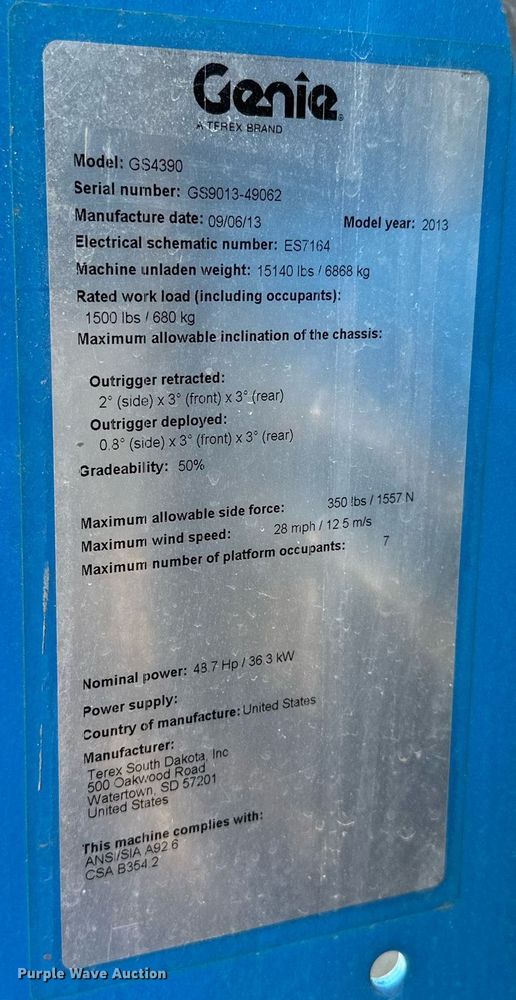 Genie
A TEREX BRAND
Model: GS4390
Serial number: GS9013-49062
Manufacture date: 09/06/13 Model year: 2013
Electrical schematic number: ES7164
Machine unladen weight: 15140 lbs / 6868 kg
Rated work load (including occupants):
1500 lbs / 680 kg
Maximum allowable inclination of the chassis:
Outrigger retracted:
2° (side) x 3° (front) x 3° (rear)
Outrigger deployed:
0.8° (side) x 3° (front) x 3° (rear)
Gradeability: 50%
Maximum allowable side force: 350 lbs / 1557 N
Maximum wind speed: 28 mph / 12.5 m/s
Maximum number of platform occupants: 7
Nominal power: 48.7 Hp / 36.3 kW
Power supply:
Country of manufacture: United States
Manufacturer:
Terex South Dakota, Inc
500 Oakwood Road
Watertown, SD 57201
United States
This machine complies with:
ANSI/SIA A92.6
CSA B354.2
Purple Wave Auction